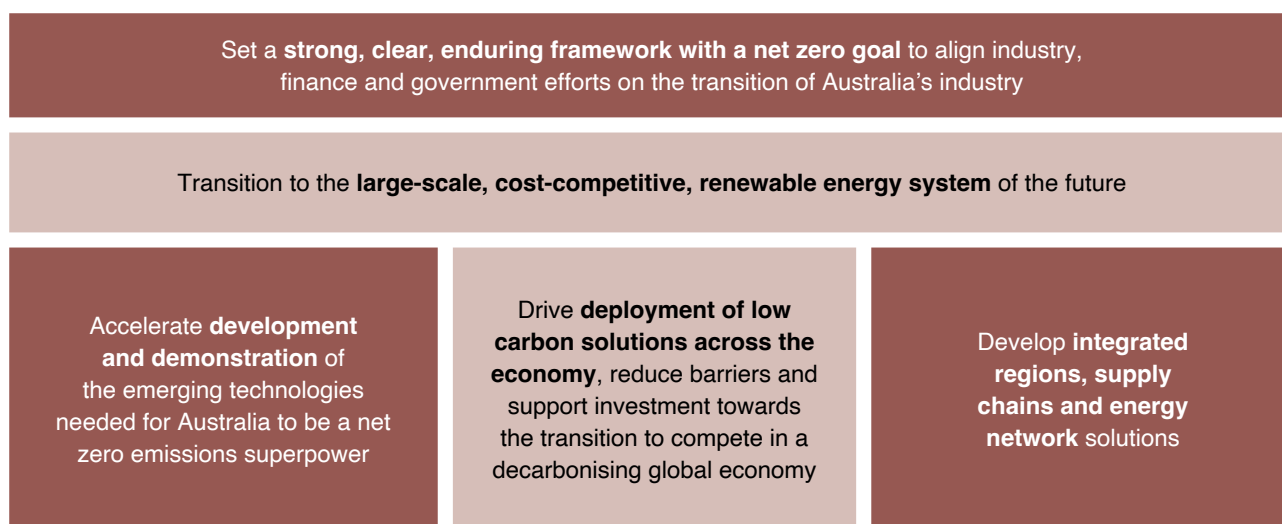 Set a strong, clear, enduring framework with a net zero goal to align industry,
finance and government efforts on the transition of Australia’s industry
Transition to the large-scale, cost-competitive, renewable energy system of the future
Accelerate development
and demonstration of
the emerging technologies
needed for Australia to be a net
zero emissions superpower
Drive deployment of low
carbon solutions across the
economy, reduce barriers and
support investment towards
the transition to compete in a
decarbonising global economy
Develop integrated
regions, supply
chains and energy
network solutions